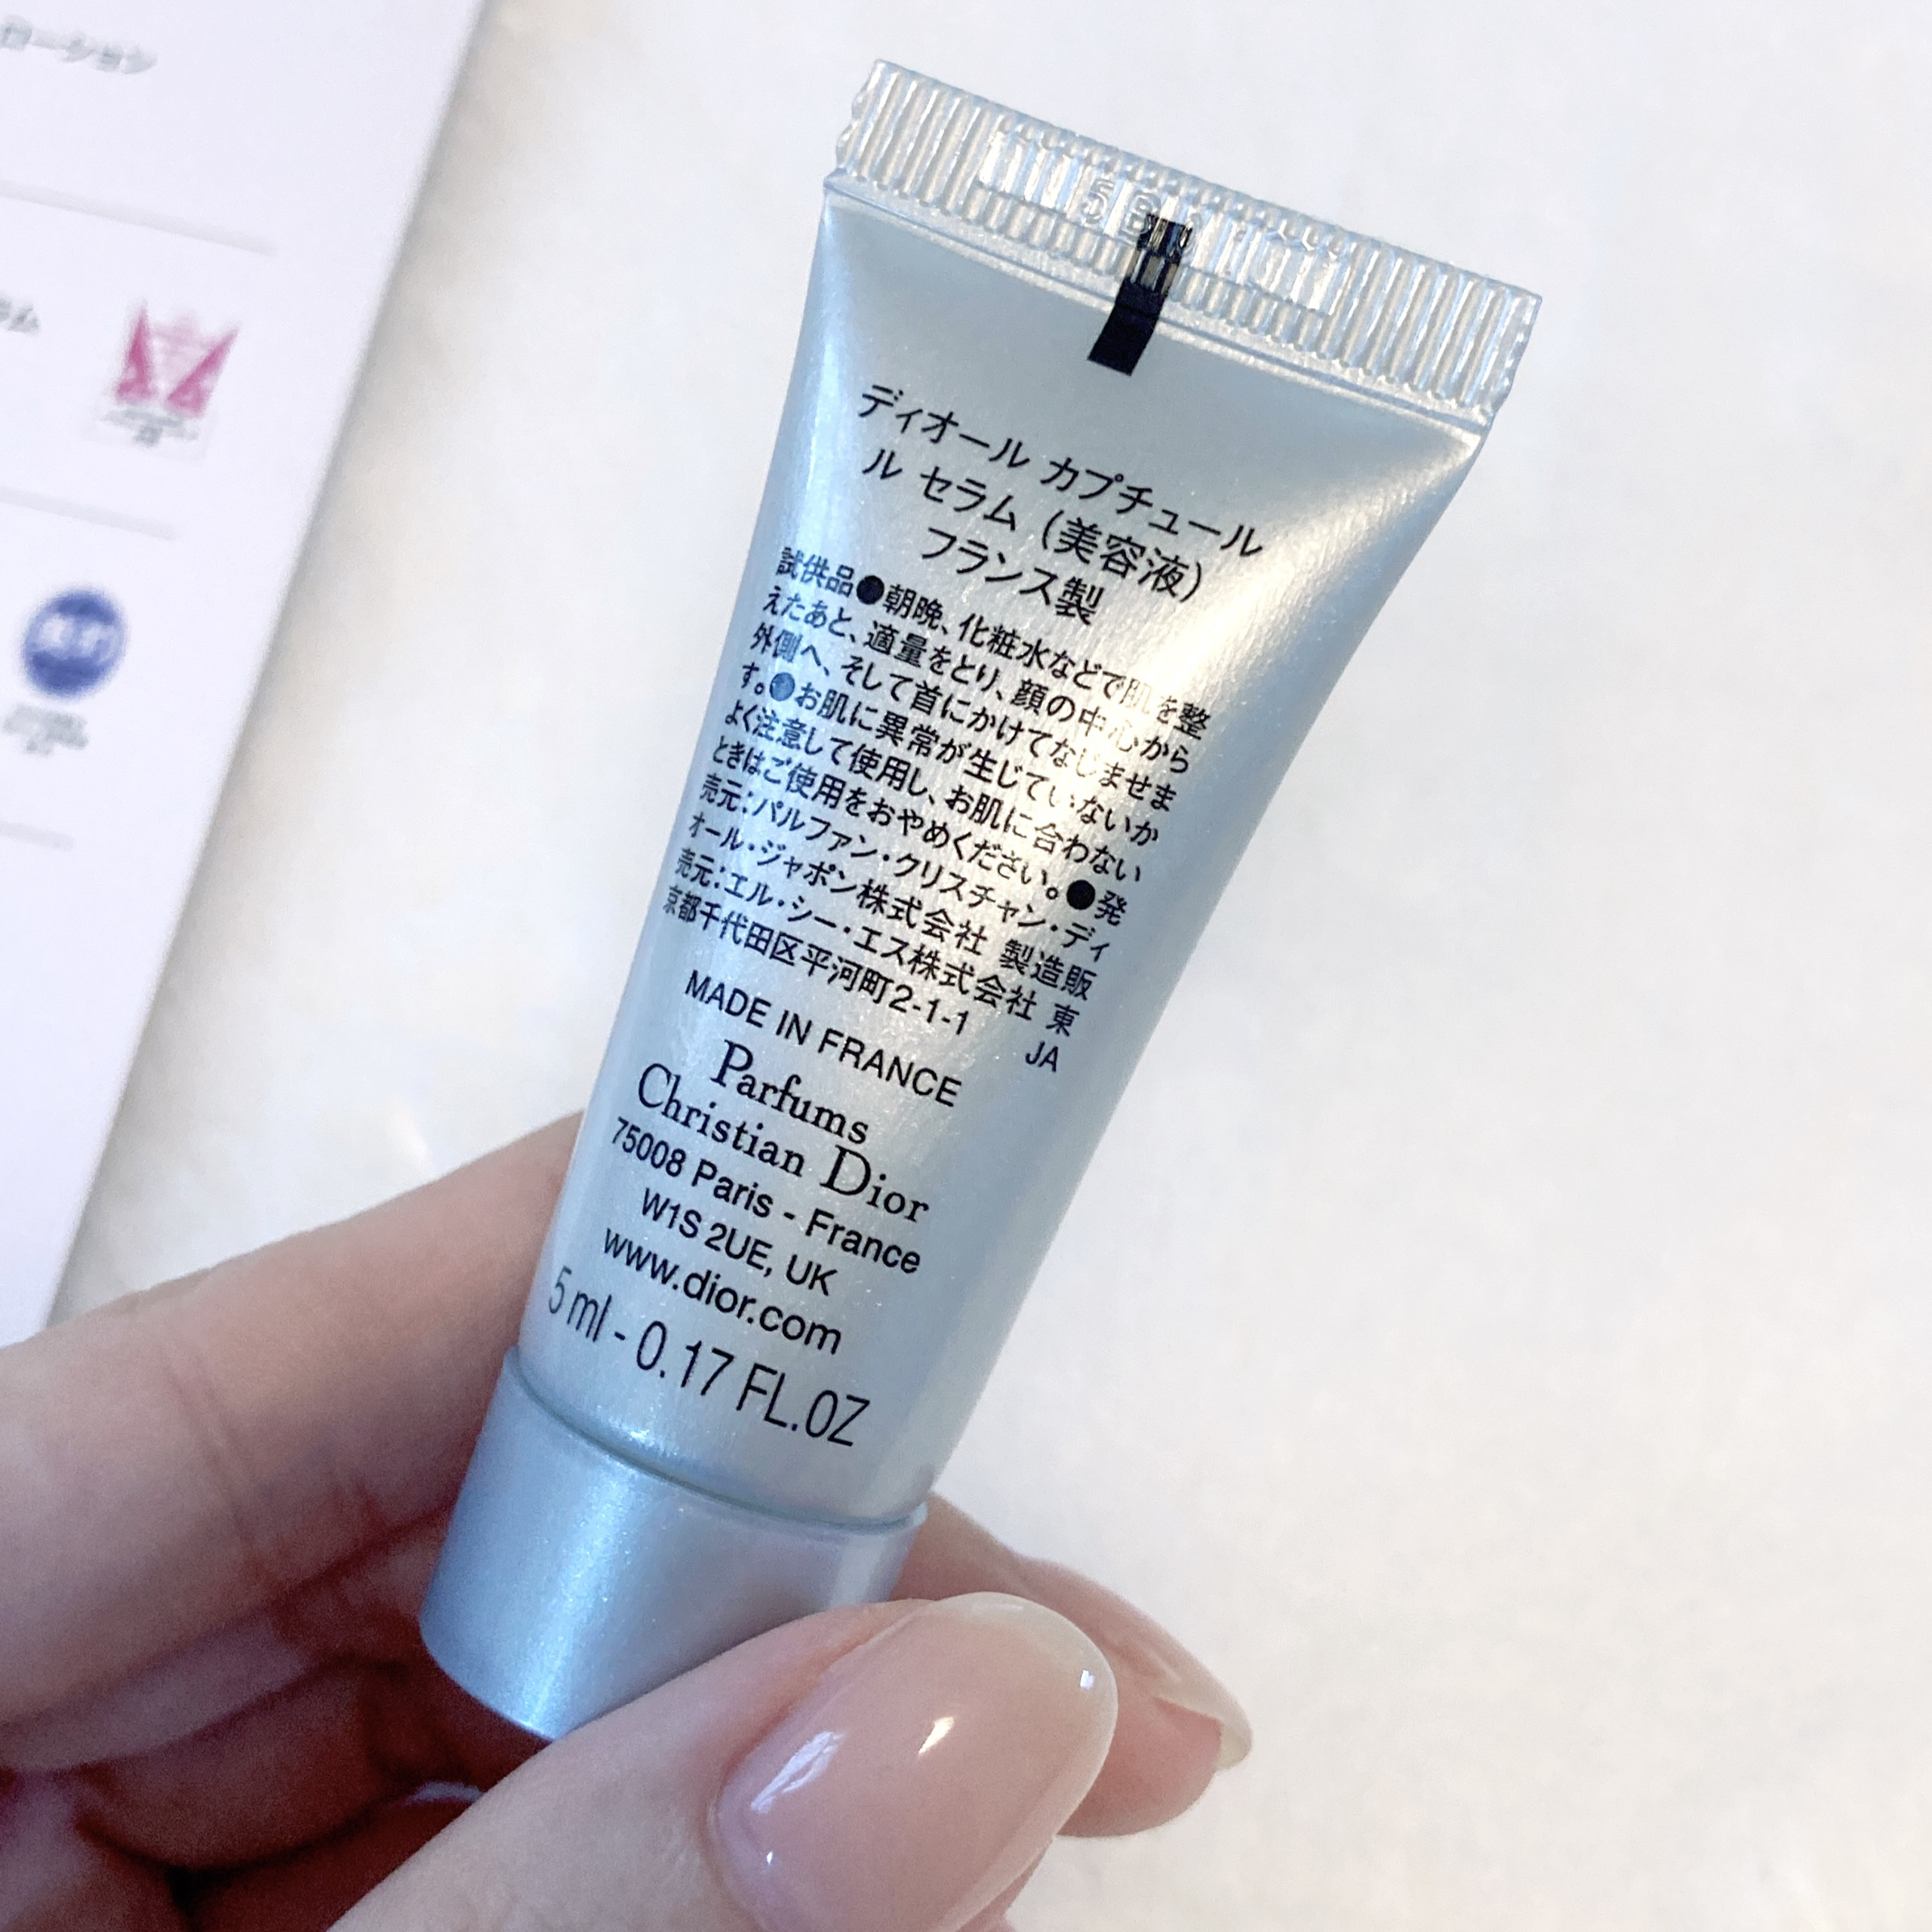 ローション
5B01
ディオール カプチュール
ル セラム（美容液）
フランス製
試供品●朝晩、化粧水などで肌を整
えたあと、適量をとり、顔の中心から
外側へ、そして首にかけてなじませま
す。●お肌に異常が生じていないか
よく注意して使用し、お肌に合わない
ときはご使用をおやめください。●発
売元：パルファン・クリスチャン・ディ
オール・ジャポン株式会社 製造販
売元：エル・シー・エス株式会社 東
京都千代田区平河町2-1-1
JA
MADE IN FRANCE
Parfums
Christian Dior
75008 Paris - France
W1S 2UE, UK
www.dior.com
5 ml - 0.17 FL.OZ